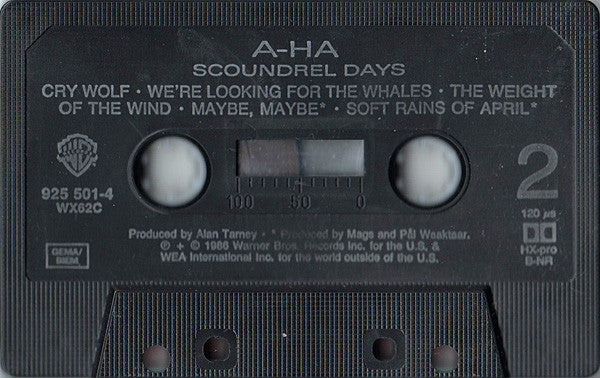 A-HA
SCOUNDREL DAYS
CRY WOLF · WE'RE LOOKING FOR THE WHALES · THE WEIGHT
OF THE WIND · MAYBE, MAYBE* · SOFT RAINS OF APRIL*
WB
925 501-4
WX62C
100 50 0
2
120 µs
HX-pro
B-NR
GEMA/
BIEM
Produced by Alan Tarney · * Produced by Mags and Pål Waaktaar.
℗ + © 1986 Warner Bros. Records Inc. for the U.S. &
WEA International Inc. for the world outside of the U.S.